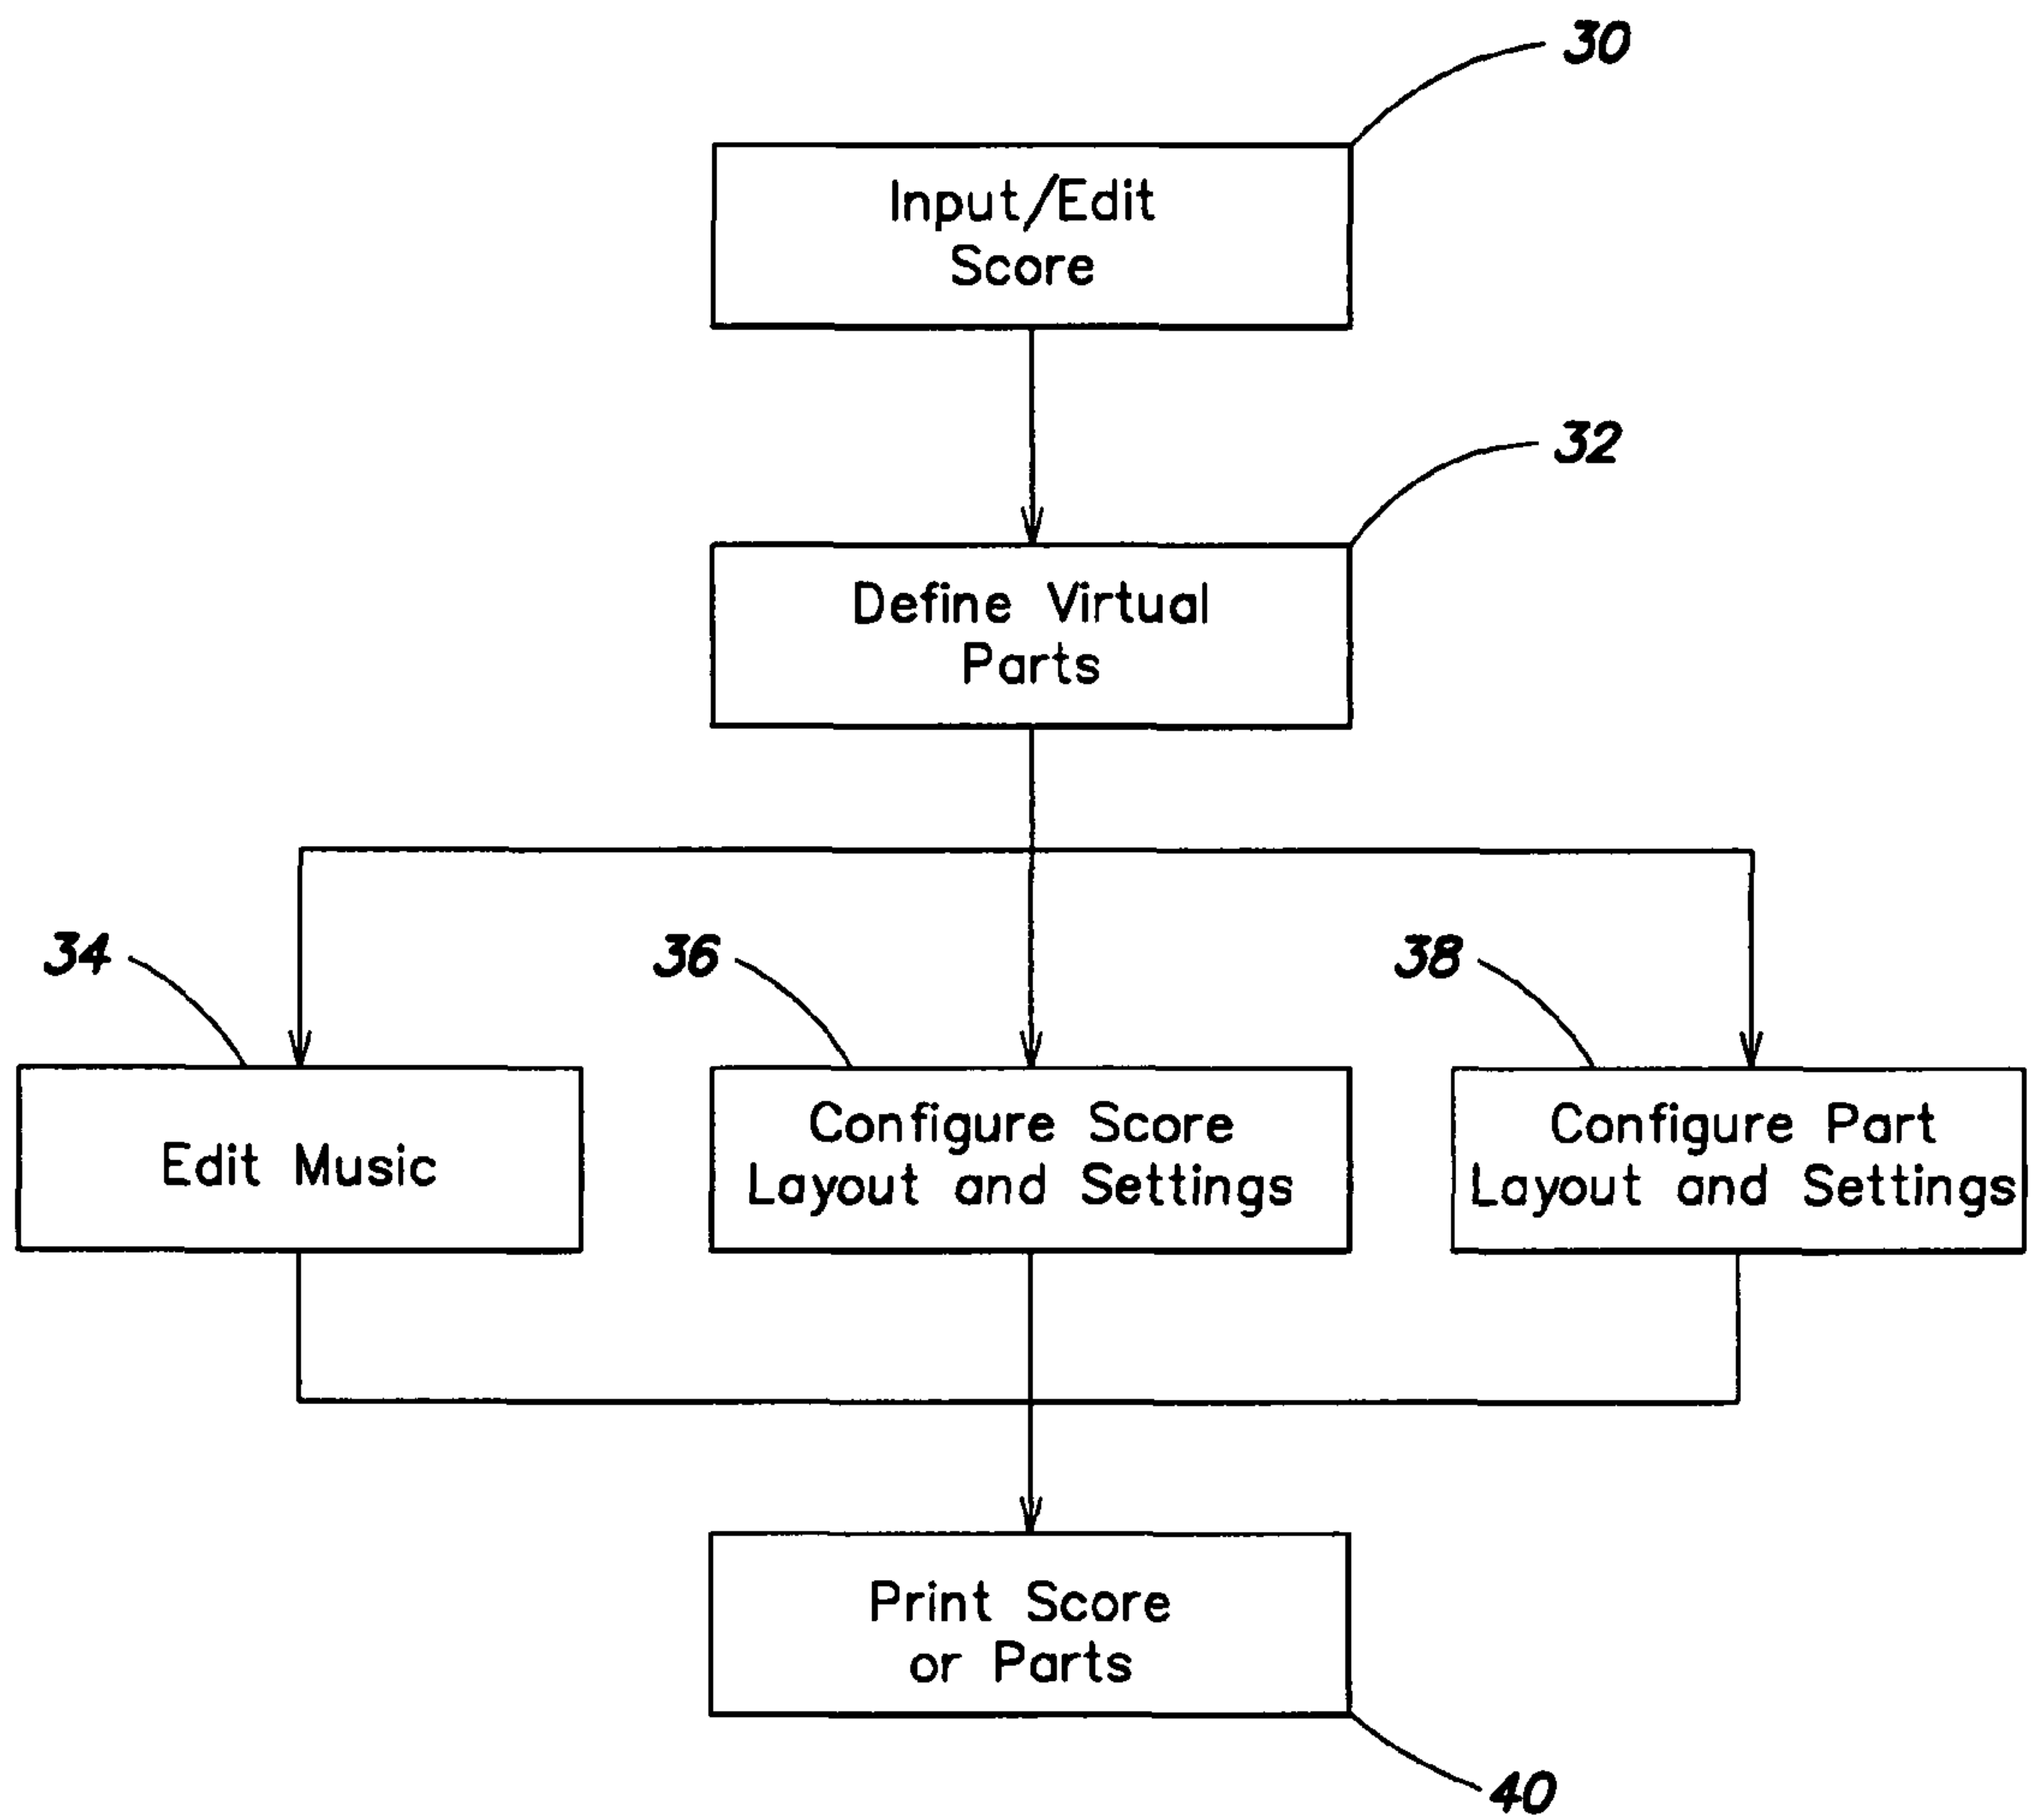 30
Input/Edit
Score
32
Define Virtual
Parts
34
36
38
Edit Music
Configure Score
Layout and Settings
Configure Part
Layout and Settings
Print Score
or Parts
40